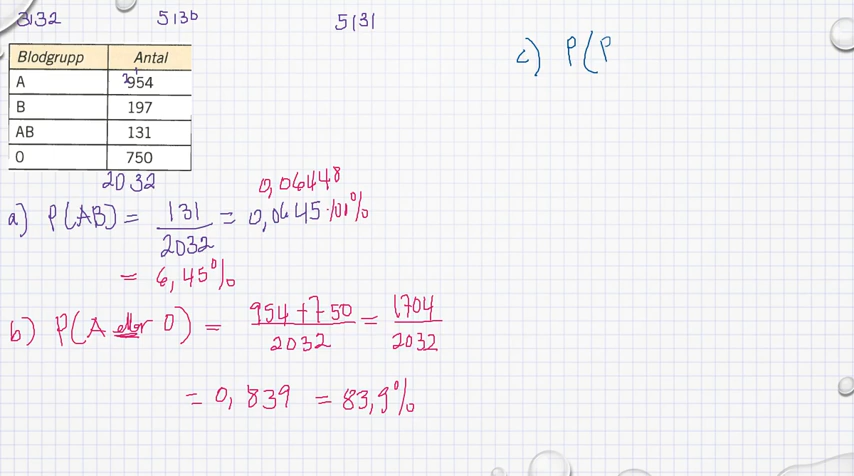 3132 5136 5131
Blodgrupp Antal
A 954
B 197
AB 131
0 750
2032
0,06448
a) P(AB) = 131/2032 = 0,0645·100%
= 6,45%
b) P(A eller 0) = 954+750/2032 = 1704/2032
= 0,839 = 83,9%
c) P(P